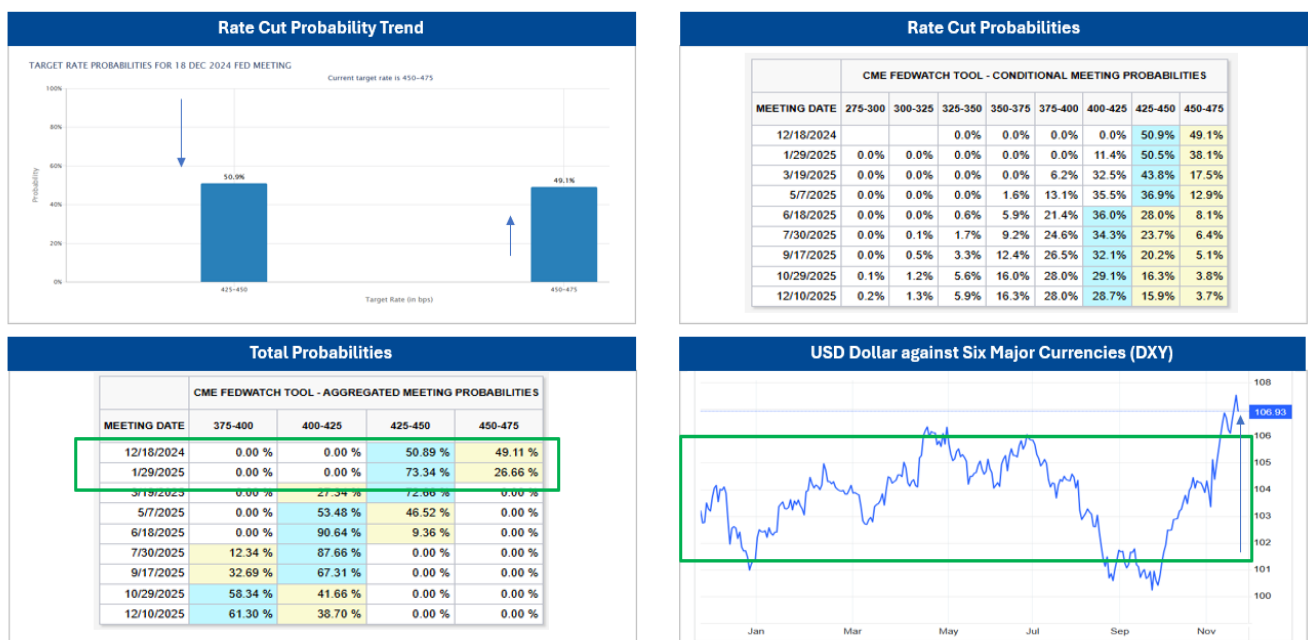 Rate Cut Probability Trend
TARGET RATE PROBABILITIES FOR 18 DEC 2024 FED MEETING
Current target rate is 450-475
100%
80%
60%
40%
20%
0%
Probability
50.9%
49.1%
425-450
450-475
Target Rate (in bps)
Rate Cut Probabilities
CME FEDWATCH TOOL - CONDITIONAL MEETING PROBABILITIES
MEETING DATE 275-300 300-325 325-350 350-375 375-400 400-425 425-450 450-475
12/18/2024 0.0% 0.0% 0.0% 0.0% 50.9% 49.1%
1/29/2025 0.0% 0.0% 0.0% 0.0% 0.0% 11.4% 50.5% 38.1%
3/19/2025 0.0% 0.0% 0.0% 0.0% 6.2% 32.5% 43.8% 17.5%
5/7/2025 0.0% 0.0% 0.0% 1.6% 13.1% 35.5% 36.9% 12.9%
6/18/2025 0.0% 0.0% 0.6% 5.9% 21.4% 36.0% 28.0% 8.1%
7/30/2025 0.0% 0.1% 1.7% 9.2% 24.6% 34.3% 23.7% 6.4%
9/17/2025 0.0% 0.5% 3.3% 12.4% 26.5% 32.1% 20.2% 5.1%
10/29/2025 0.1% 1.2% 5.6% 16.0% 28.0% 29.1% 16.3% 3.8%
12/10/2025 0.2% 1.3% 5.9% 16.3% 28.0% 28.7% 15.9% 3.7%
Total Probabilities
CME FEDWATCH TOOL - AGGREGATED MEETING PROBABILITIES
MEETING DATE 375-400 400-425 425-450 450-475
12/18/2024 0.00 % 0.00 % 50.89 % 49.11 %
1/29/2025 0.00 % 0.00 % 73.34 % 26.66 %
3/19/2025 0.00 % 27.34 % 72.66 % 0.00 %
5/7/2025 0.00 % 53.48 % 46.52 % 0.00 %
6/18/2025 0.00 % 90.64 % 9.36 % 0.00 %
7/30/2025 12.34 % 87.66 % 0.00 % 0.00 %
9/17/2025 32.69 % 67.31 % 0.00 % 0.00 %
10/29/2025 58.34 % 41.66 % 0.00 % 0.00 %
12/10/2025 61.30 % 38.70 % 0.00 % 0.00 %
USD Dollar against Six Major Currencies (DXY)
108
106.93
106
105
104
103
102
101
100
Jan Mar May Jul Sep Nov